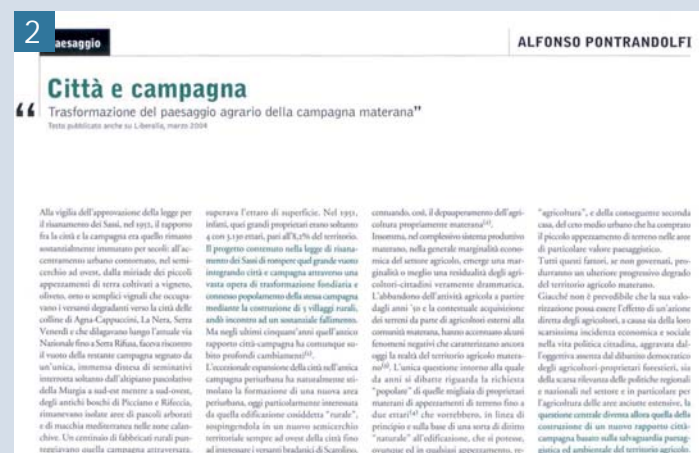 2
aesaggio
ALFONSO PONTRANDOLFI
Città e campagna
“ Trasformazione del paesaggio agrario della campagna materana”
Testo pubblicato anche su Liberalia, marzo 2004
Alla vigilia dell'approvazione della legge per
il risanamento dei Sassi, nel 1952, il rapporto
fra la città e la campagna era quello rimasto
sostanzialmente immutato per secoli: all'ac-
centramento urbano contornato, nel semi-
cerchio ad ovest, dalla miriade dei piccoli
appezzamenti di terra coltivati a vigneto,
oliveto, orto o semplici vignali che occupa-
vano i versanti degradanti verso la città delle
colline di Agna-Cappuccini, La Nera, Serra
Venerdì e che dilagavano lungo l'attuale via
Nazionale fino a Serra Rifusa, faceva riscontro
il vuoto della restante campagna segnato da
un'unica, immensa distesa di seminativi
interrotta soltanto dall'altipiano pascolativo
della Murgia a sud-est mentre a sud-ovest,
degli antichi boschi di Picciano e Rifeccia,
rimanevano isolate aree di pascoli arborati
e di macchia mediterranea nelle zone calan-
chive. Un centinaio di fabbricati rurali pun-
teggiavano quella campagna attraversata,
superava l'ettaro di superficie. Nel 1951,
infatti, quei grandi proprietari erano soltanto
4 con 3.130 ettari, pari all'8,2% del territorio.
Il progetto contenuto nella legge di risana-
mento dei Sassi di rompere quel grande vuoto
integrando città e campagna attraverso una
vasta opera di trasformazione fondiaria e
connesso popolamento della stessa campagna
mediante la costruzione di 5 villaggi rurali,
andò incontro ad un sostanziale fallimento.
Ma negli ultimi cinquant'anni quell'antico
rapporto città-campagna ha comunque su-
bito profondi cambiamenti
L'eccezionale espansione della città nell'antica
campagna periurbana ha naturalmente sti-
molato la formazione di una nuova area
periurbana, oggi particolarmente interessata
da quella edificazione cosiddetta "rurale",
sospingendola in un nuovo semicerchio
territoriale sempre ad ovest della città fino
ad interessare i versanti bradanici di Scarolino,
centuando, così, il depauperamento dell'agri-
coltura propriamente materana
Insomma, nel complessivo sistema produttivo
materano, nella generale marginalità econo-
mica del settore agricolo, emerge una mar-
ginalità o meglio una residualità degli agri-
coltori-cittadini veramente drammatica.
L'abbandono dell'attività agricola a partire
dagli anni '50 e la contestuale acquisizione
dei terreni da parte di agricoltori esterni alla
comunità materana, hanno accentuato alcuni
fenomeni negativi che caratterizzano ancora
oggi la realtà del territorio agricolo matera-
no L'unica questione intorno alla quale
da anni si dibatte riguarda la richiesta
"popolare" di quelle migliaia di proprietari
materani di appezzamenti di terreno fino a
due ettari(4) che vorrebbero, in linea di
principio e sulla base di una sorta di diritto
"naturale" all'edificazione, che si potesse,
ovunque ed in qualsiasi appezzamento, re-
"agricoltura", e della conseguente seconda
casa, del ceto medio urbano che ha comprato
il piccolo appezzamento di terreno nelle aree
di particolare valore paesaggistico.
Tutti questi fattori, se non governati, pro-
durranno un ulteriore progressivo degrado
del territorio agricolo materano.
Giacché non è prevedibile che la sua valo-
rizzazione possa essere l'effetto di un'azione
diretta degli agricoltori, a causa sia della loro
scarsissima incidenza economica e sociale
nella vita politica cittadina, aggravata dal-
l'oggettiva assenza dal dibattito democratico
degli agricoltori-proprietari forestieri, sia
della scarsa rilevanza delle politiche regionali
e nazionali nel settore e in particolare per
l'agricoltura delle aree asciutte estensive, la
questione centrale diventa allora quella della
costruzione di un nuovo rapporto città-
campagna basato sulla salvaguardia paesag-
gistica ed ambientale del territorio agricolo.